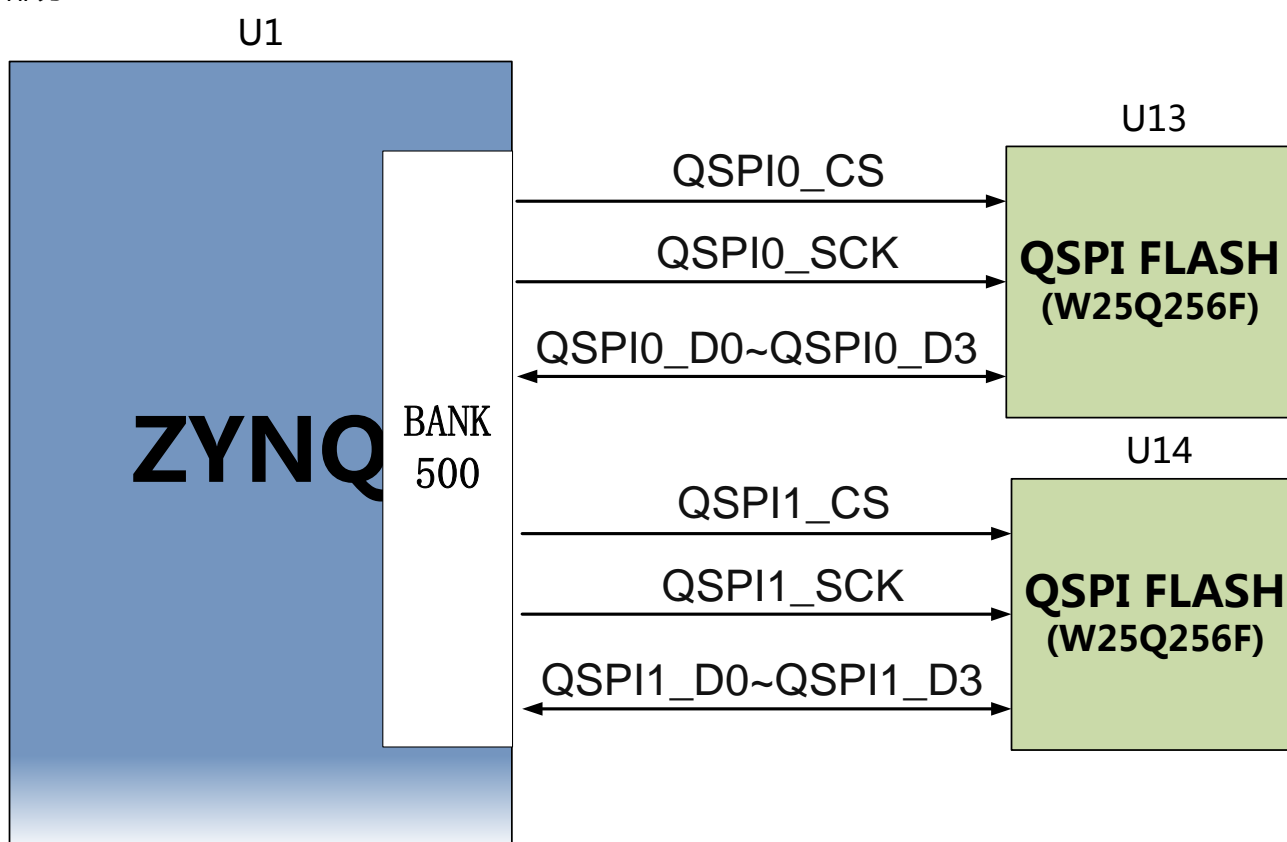 U1
ZYNQ
BANK
500
QSPI0_CS
QSPI0_SCK
QSPI0_D0~QSPI0_D3
U13
QSPI FLASH
(W25Q256F)
QSPI1_CS
QSPI1_SCK
QSPI1_D0~QSPI1_D3
U14
QSPI FLASH
(W25Q256F)